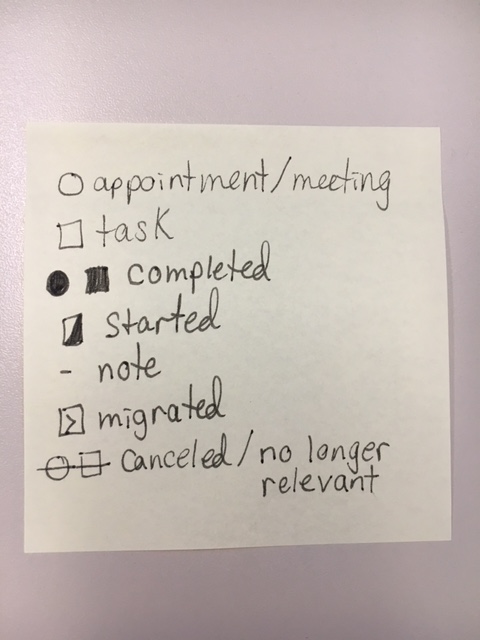 ○ appointment/meeting
□ task
● ■ completed
◪ started
- note
migrated
canceled/no longer
relevant